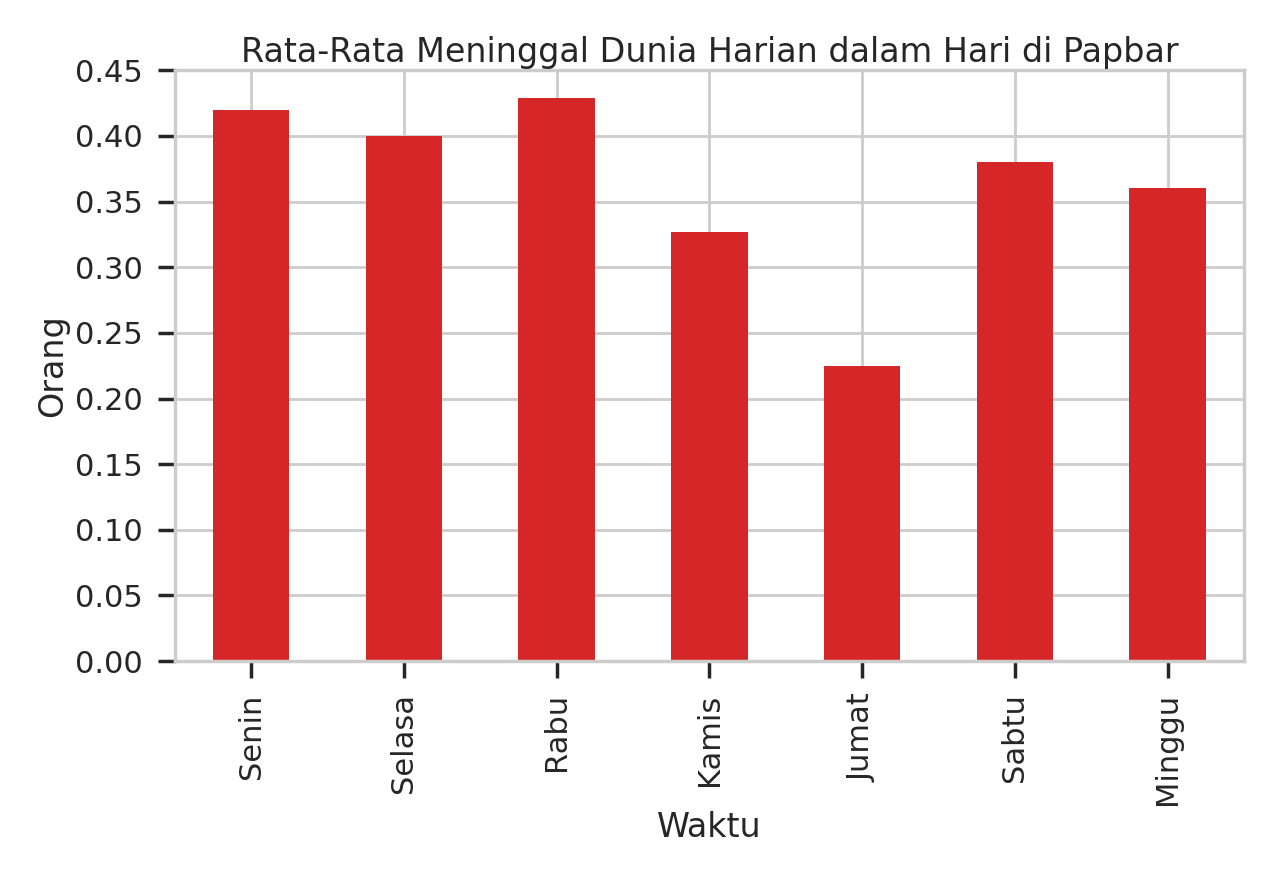 Rata-Rata Meninggal Dunia Harian dalam Hari di Papbar
0.45
0.40
0.35
0.30
0.25
0.20
0.15
0.10
0.05
0.00
Orang
Senin
Selasa
Rabu
Kamis
Jumat
Sabtu
Minggu
Waktu